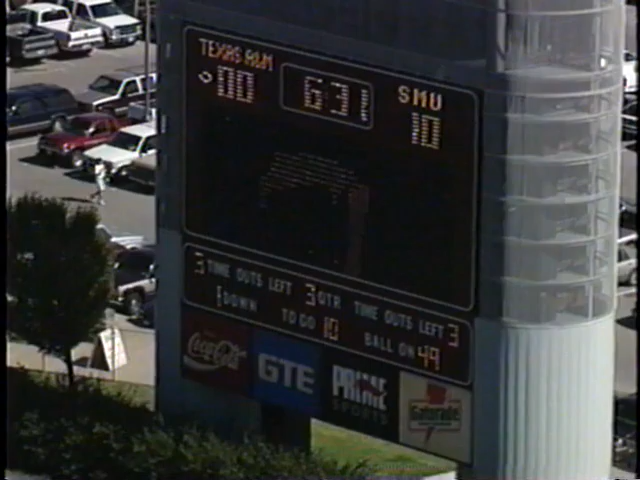 TEXAS A&M
00
6:31
SMU
10
3 TIME OUTS LEFT 3 QTR TIME OUTS LEFT 3
1 DOWN TO GO 10 BALL ON 49
Coca-Cola
GTE
PRIME
SPORTS
Gatorade